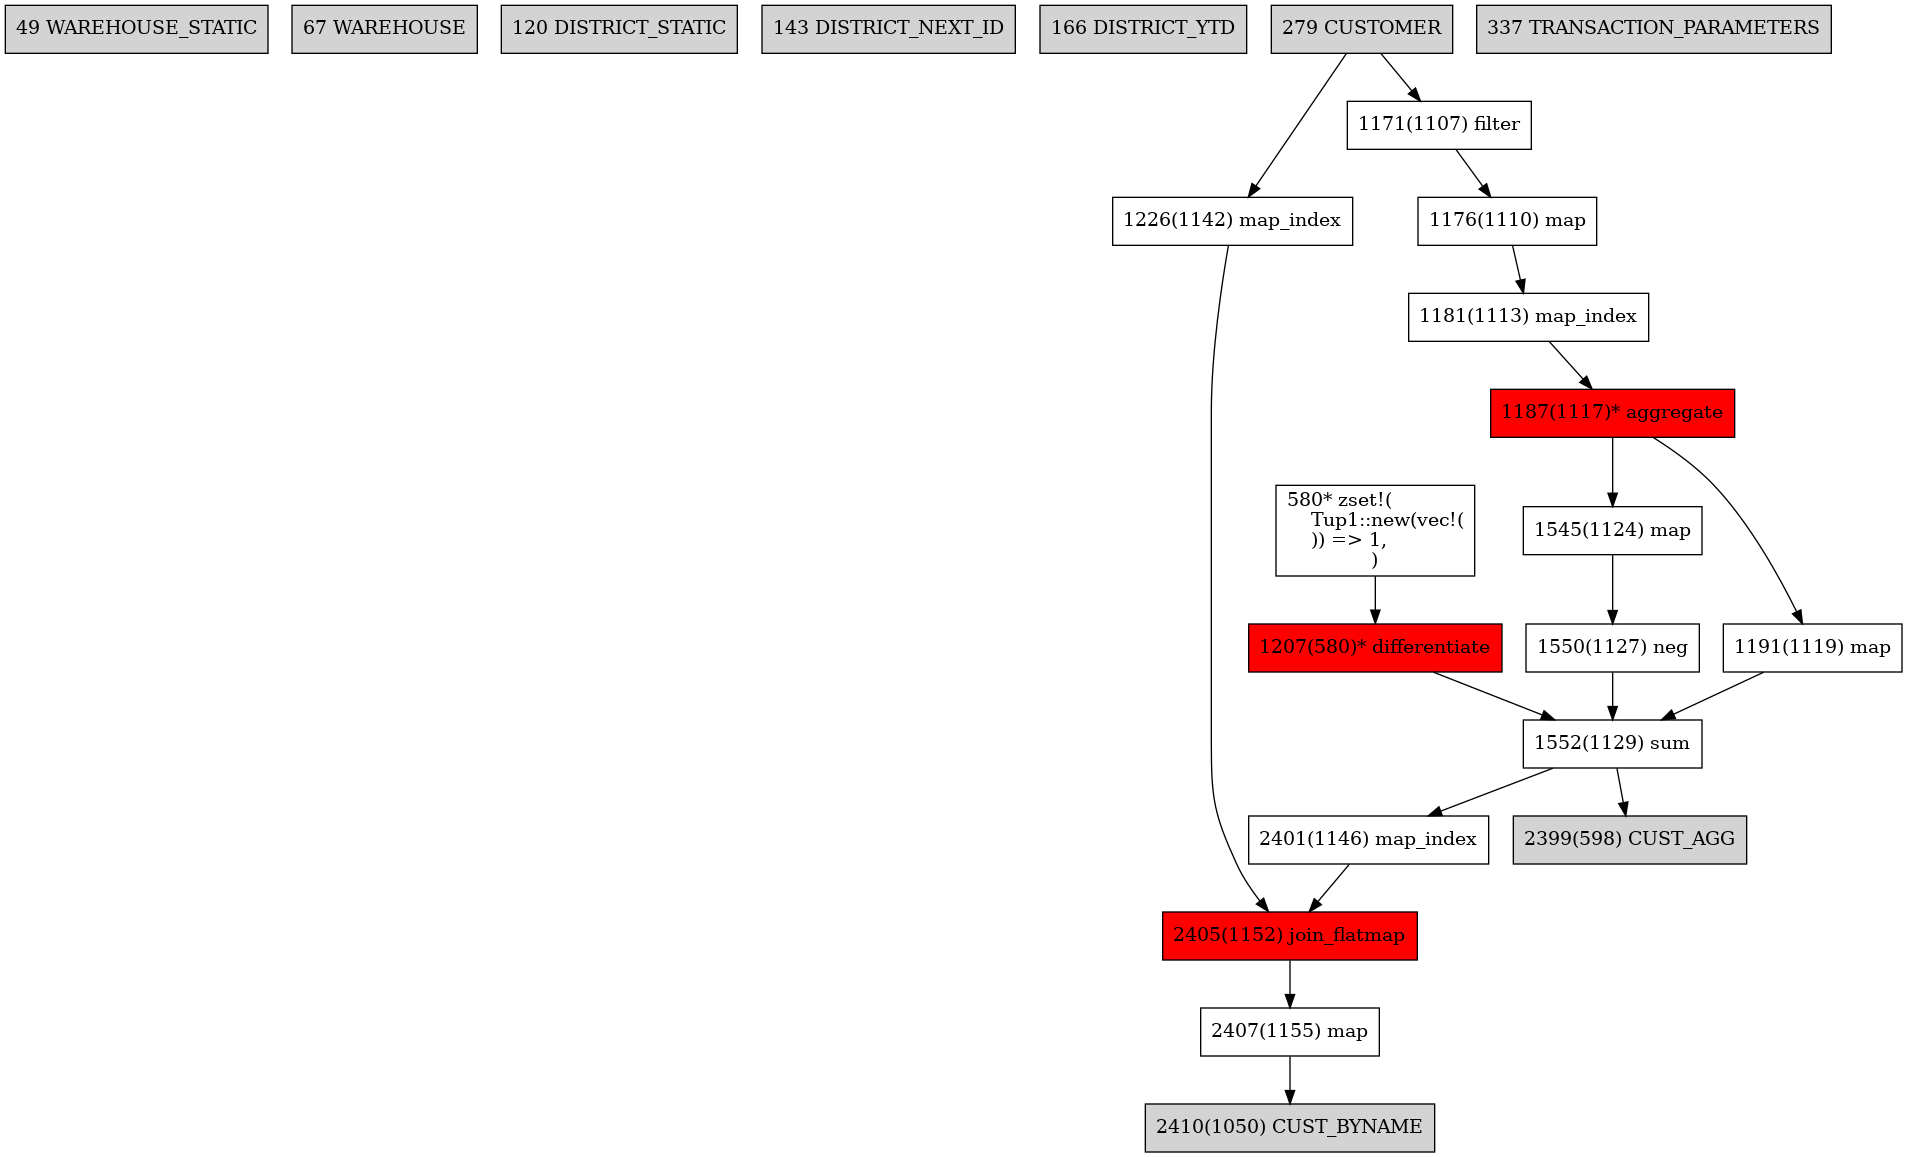 49 WAREHOUSE_STATIC
67 WAREHOUSE
120 DISTRICT_STATIC
143 DISTRICT_NEXT_ID
166 DISTRICT_YTD
279 CUSTOMER
337 TRANSACTION_PARAMETERS
1171(1107) filter
1226(1142) map_index
1176(1110) map
1181(1113) map_index
1187(1117)* aggregate
580* zset!(
Tup1::new(vec!(
)) => 1,
)
1545(1124) map
1207(580)* differentiate
1550(1127) neg
1191(1119) map
1552(1129) sum
2401(1146) map_index
2399(598) CUST_AGG
2405(1152) join_flatmap
2407(1155) map
2410(1050) CUST_BYNAME